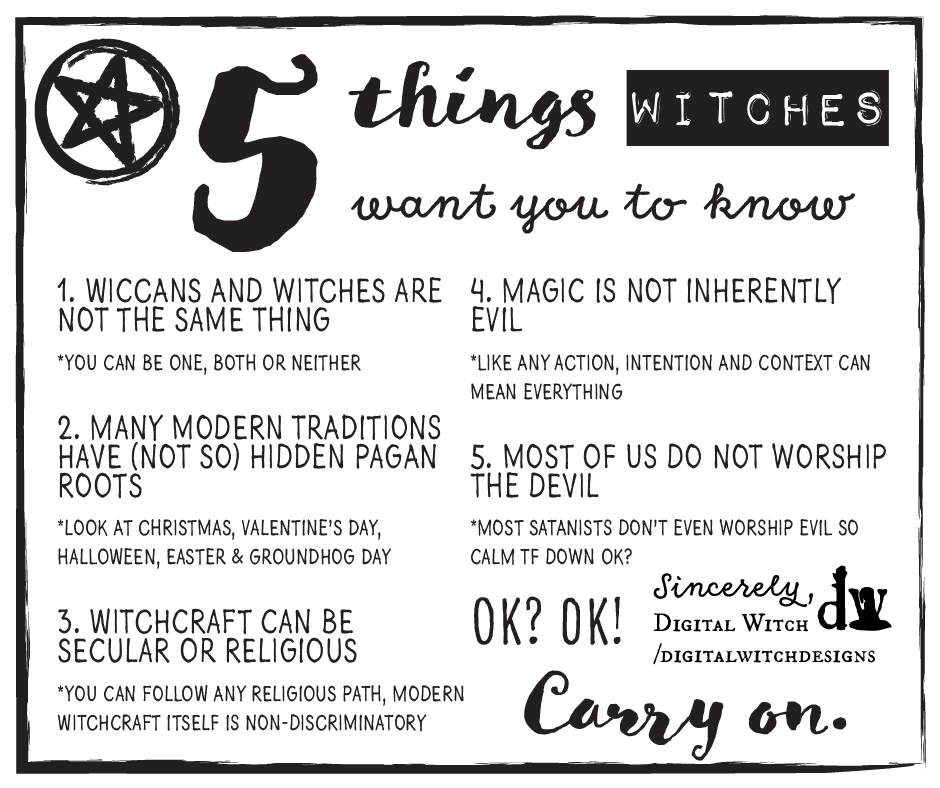 5 things WITCHES
want you to know
1. WICCANS AND WITCHES ARE
NOT THE SAME THING
*YOU CAN BE ONE, BOTH OR NEITHER
2. MANY MODERN TRADITIONS
HAVE (NOT SO) HIDDEN PAGAN
ROOTS
*LOOK AT CHRISTMAS, VALENTINE'S DAY,
HALLOWEEN, EASTER & GROUNDHOG DAY
3. WITCHCRAFT CAN BE
SECULAR OR RELIGIOUS
*YOU CAN FOLLOW ANY RELIGIOUS PATH, MODERN
WITCHCRAFT ITSELF IS NON-DISCRIMINATORY
4. MAGIC IS NOT INHERENTLY
EVIL
*LIKE ANY ACTION, INTENTION AND CONTEXT CAN
MEAN EVERYTHING
5. MOST OF US DO NOT WORSHIP
THE DEVIL
*MOST SATANISTS DON'T EVEN WORSHIP EVIL SO
CALM TF DOWN OK?
OK? OK!
Sincerely,
DIGITAL WITCH
dw
/DIGITALWITCHDESIGNS
Carry on.